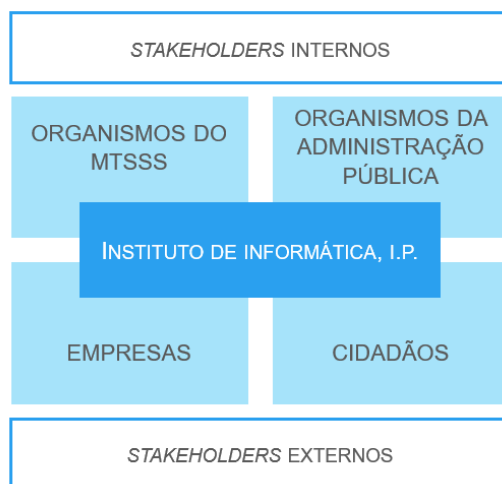 STAKEHOLDERS INTERNOS
ORGANISMOS DO
MTSSS
ORGANISMOS DA
ADMINISTRAÇÃO
PÚBLICA
INSTITUTO DE INFORMÁTICA, I.P.
EMPRESAS
CIDADÃOS
STAKEHOLDERS EXTERNOS